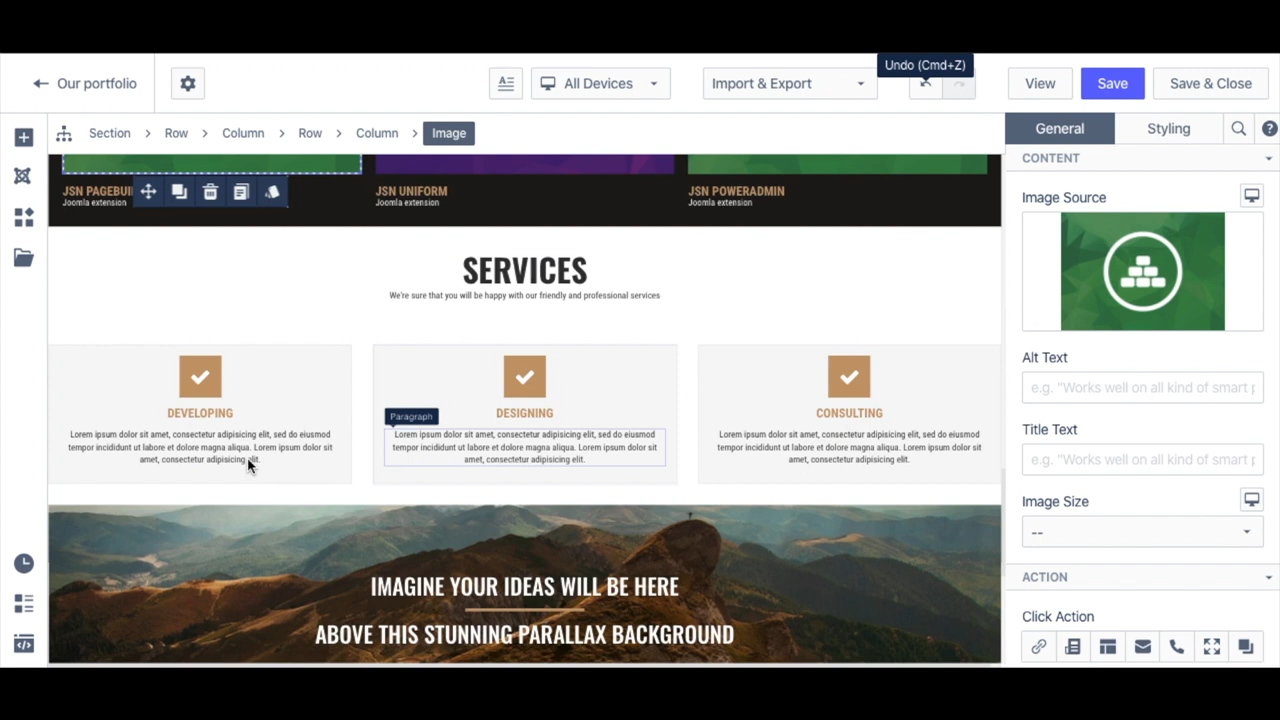 Undo (Cmd+Z)
Our portfolio
All Devices
Import & Export
View
Save
Save & Close
Section
Row
Column
Row
Column
Image
General
Styling
CONTENT
JSN PAGEBUI
Joomla extension
JSN UNIFORM
Joomla extension
JSN POWERADMIN
Joomla extension
SERVICES
We're sure that you will be happy with our friendly and professional services
DEVELOPING
Lorem ipsum dolor sit amet, consectetur adipisicing elit, sed do eiusmod
tempor incididunt ut labore et dolore magna aliqua. Lorem ipsum dolor sit
amet, consectetur adipisicing elit.
Paragraph
DESIGNING
Lorem ipsum dolor sit amet, consectetur adipisicing elit, sed do eiusmod
tempor incididunt ut labore et dolore magna aliqua. Lorem ipsum dolor sit
amet, consectetur adipisicing elit.
CONSULTING
Lorem ipsum dolor sit amet, consectetur adipisicing elit, sed do eiusmod
tempor incididunt ut labore et dolore magna aliqua. Lorem ipsum dolor sit
amet, consectetur adipisicing elit.
IMAGINE YOUR IDEAS WILL BE HERE
ABOVE THIS STUNNING PARALLAX BACKGROUND
Image Source
Alt Text
e.g. "Works well on all kind of smart p
Title Text
e.g. "Works well on all kind of smart p
Image Size
--
ACTION
Click Action